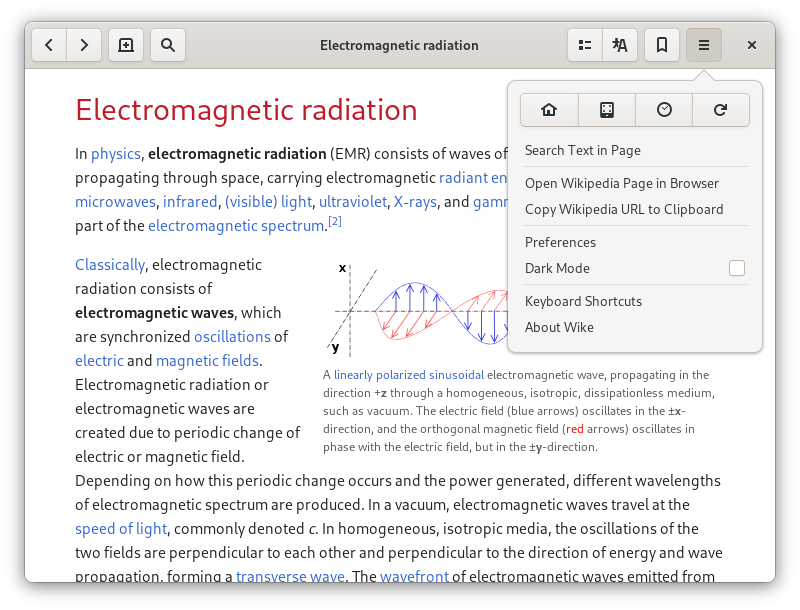 Electromagnetic radiation
Electromagnetic radiation
In physics, electromagnetic radiation (EMR) consists of waves of
propagating through space, carrying electromagnetic radiant en
microwaves, infrared, (visible) light, ultraviolet, X-rays, and gamm
part of the electromagnetic spectrum.[2]
Search Text in Page
Open Wikipedia Page in Browser
Copy Wikipedia URL to Clipboard
Preferences
Dark Mode
Keyboard Shortcuts
About Wike
Classically, electromagnetic
radiation consists of
electromagnetic waves, which
are synchronized oscillations of
electric and magnetic fields.
Electromagnetic radiation or
electromagnetic waves are
created due to periodic change of
electric or magnetic field.
x
y
A linearly polarized sinusoidal electromagnetic wave, propagating in the
direction +z through a homogeneous, isotropic, dissipationless medium,
such as vacuum. The electric field (blue arrows) oscillates in the ±x-
direction, and the orthogonal magnetic field (red arrows) oscillates in
phase with the electric field, but in the ±y-direction.
Depending on how this periodic change occurs and the power generated, different wavelengths
of electromagnetic spectrum are produced. In a vacuum, electromagnetic waves travel at the
speed of light, commonly denoted c. In homogeneous, isotropic media, the oscillations of the
two fields are perpendicular to each other and perpendicular to the direction of energy and wave
propagation, forming a transverse wave. The wavefront of electromagnetic waves emitted from